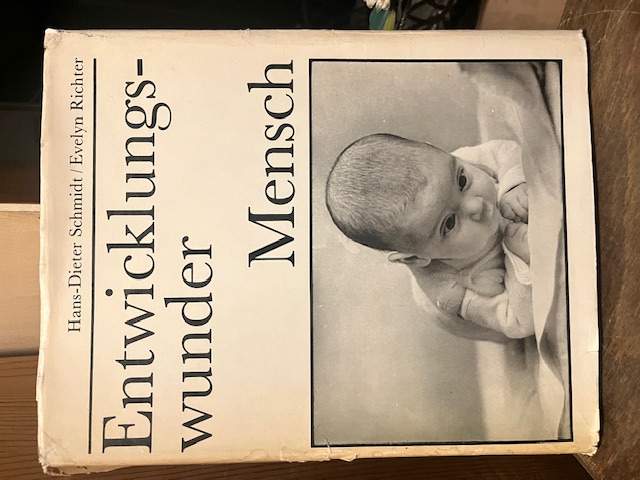 Hans-Dieter Schmidt / Evelyn Richter
Entwicklungs-
wunder
Mensch